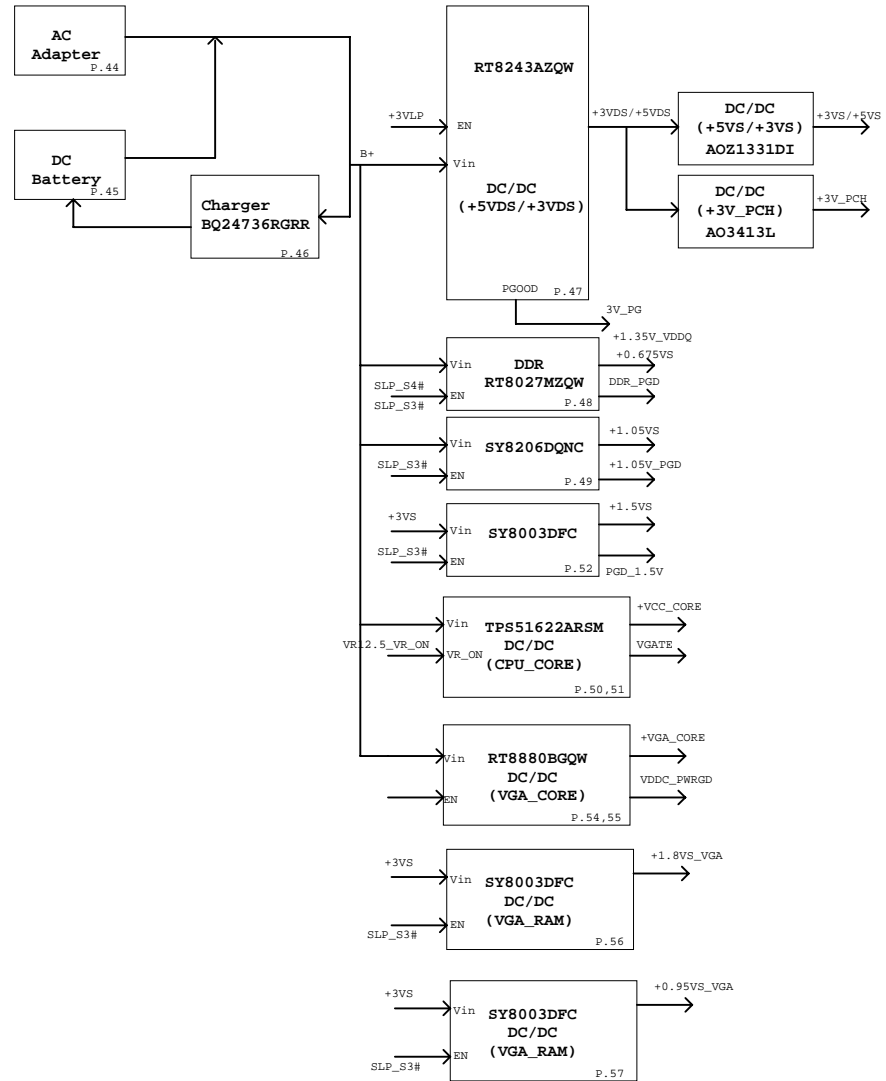 AC
Adapter
P.44
DC
Battery
P.45
Charger
BQ24736RGRR
P.46
B+
+3VLP
RT8243AZQW
EN
Vin
DC/DC
(+5VDS/+3VDS)
PGOOD
P.47
3V_PG
+3VDS/+5VDS
DC/DC
(+5VS/+3VS)
AOZ1331DI
+3VS/+5VS
DC/DC
(+3V_PCH)
AO3413L
+3V_PCH
SLP_S4#
SLP_S3#
Vin
EN
DDR
RT8027MZQW
P.48
+1.35V_VDDQ
+0.675VS
DDR_PGD
SLP_S3#
Vin
EN
SY8206DQNC
P.49
+1.05VS
+1.05V_PGD
+3VS
SLP_S3#
Vin
EN
SY8003DFC
P.52
+1.5VS
PGD_1.5V
VR12.5_VR_ON
Vin
VR_ON
TPS51622ARSM
DC/DC
(CPU_CORE)
P.50,51
+VCC_CORE
VGATE
Vin
EN
RT8880BGQW
DC/DC
(VGA_CORE)
P.54,55
+VGA_CORE
VDDC_PWRGD
+3VS
SLP_S3#
Vin
EN
SY8003DFC
DC/DC
(VGA_RAM)
P.56
+1.8VS_VGA
+3VS
SLP_S3#
Vin
EN
SY8003DFC
DC/DC
(VGA_RAM)
P.57
+0.95VS_VGA